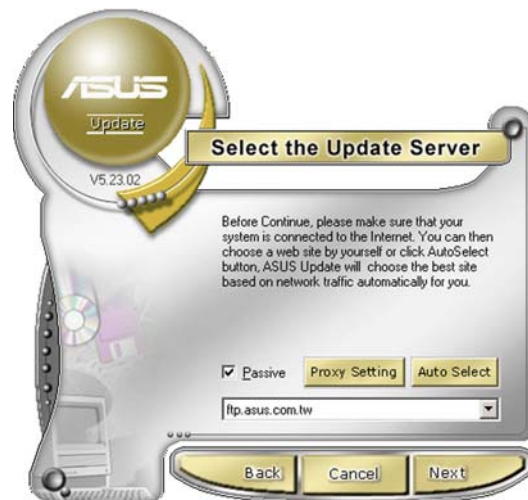 ASUS
Update
V5.23.02
Select the Update Server
Before Continue, please make sure that your
system is connected to the Internet. You can then
choose a web site by yourself or click AutoSelect
button, ASUS Update will choose the best site
based on network traffic automatically for you.
Passive
Proxy Setting
Auto Select
ftp.asus.com.tw
Back
Cancel
Next